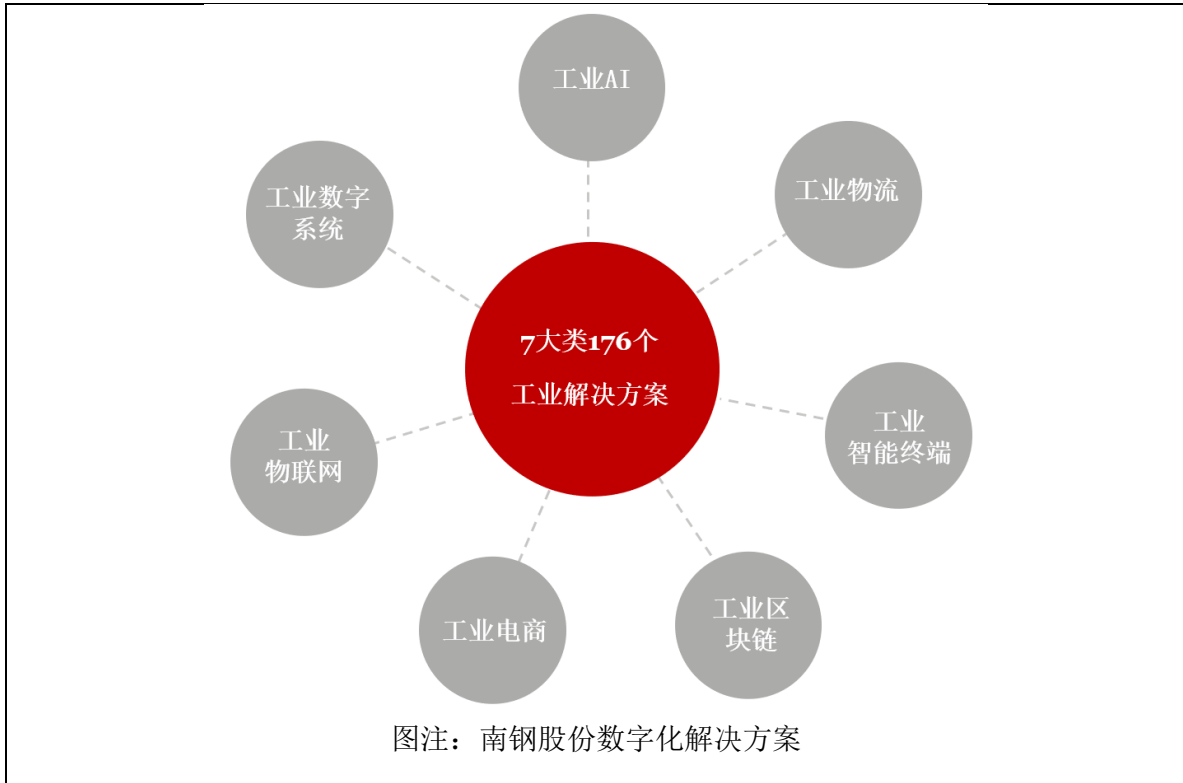 工业AI
工业物流
工业数字
系统
7大类176个
工业解决方案
工业
智能终端
工业
物联网
工业电商
工业区
块链
图注：南钢股份数字化解决方案